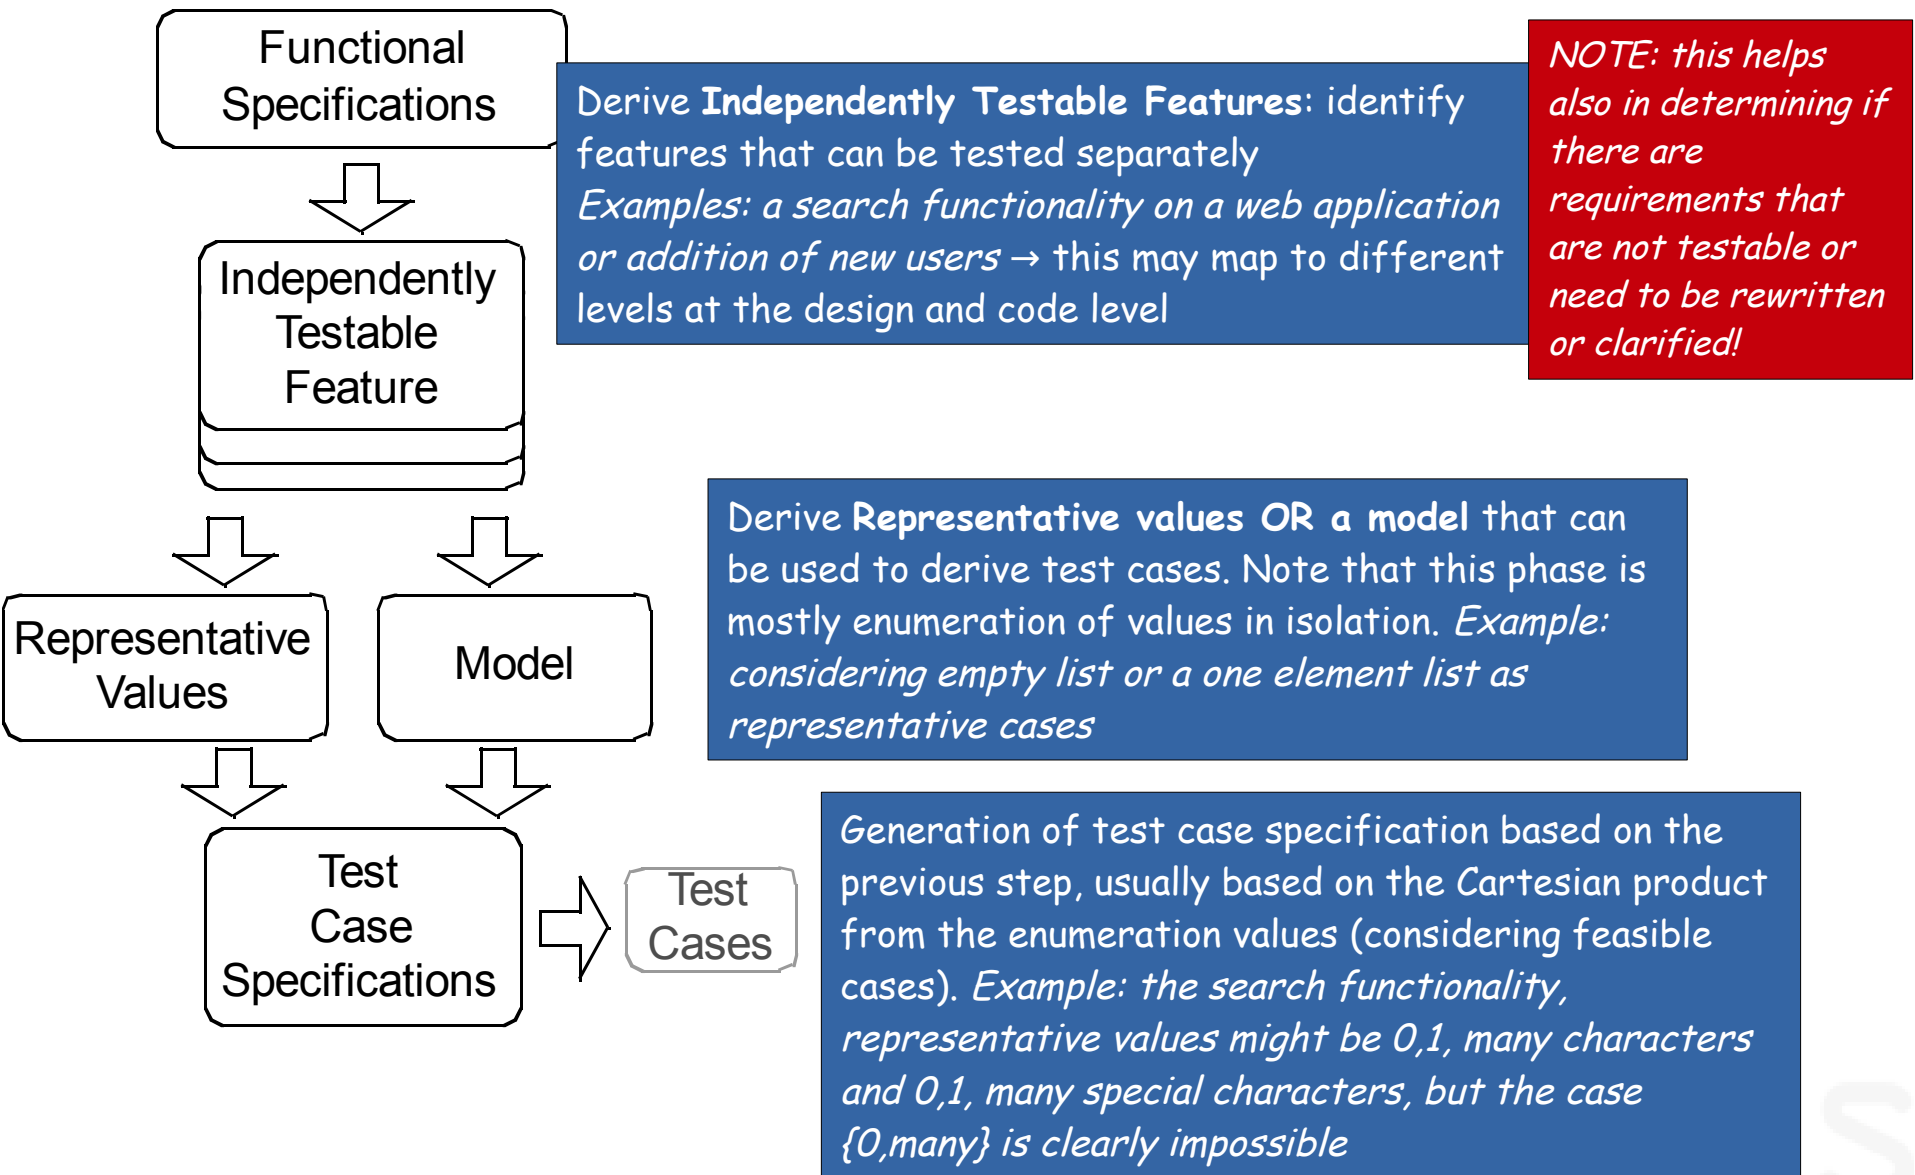 Functional
Specifications
Derive Independently Testable Features: identify
features that can be tested separately
Examples: a search functionality on a web application
or addition of new users → this may map to different
levels at the design and code level
NOTE: this helps
also in determining if
there are
requirements that
are not testable or
need to be rewritten
or clarified!
Independently
Testable
Feature
Derive Representative values OR a model that can
be used to derive test cases. Note that this phase is
mostly enumeration of values in isolation. Example:
considering empty list or a one element list as
representative cases
Representative
Values
Model
Test
Case
Specifications
Test
Cases
Generation of test case specification based on the
previous step, usually based on the Cartesian product
from the enumeration values (considering feasible
cases). Example: the search functionality,
representative values might be 0,1, many characters
and 0,1, many special characters, but the case
{0,many} is clearly impossible